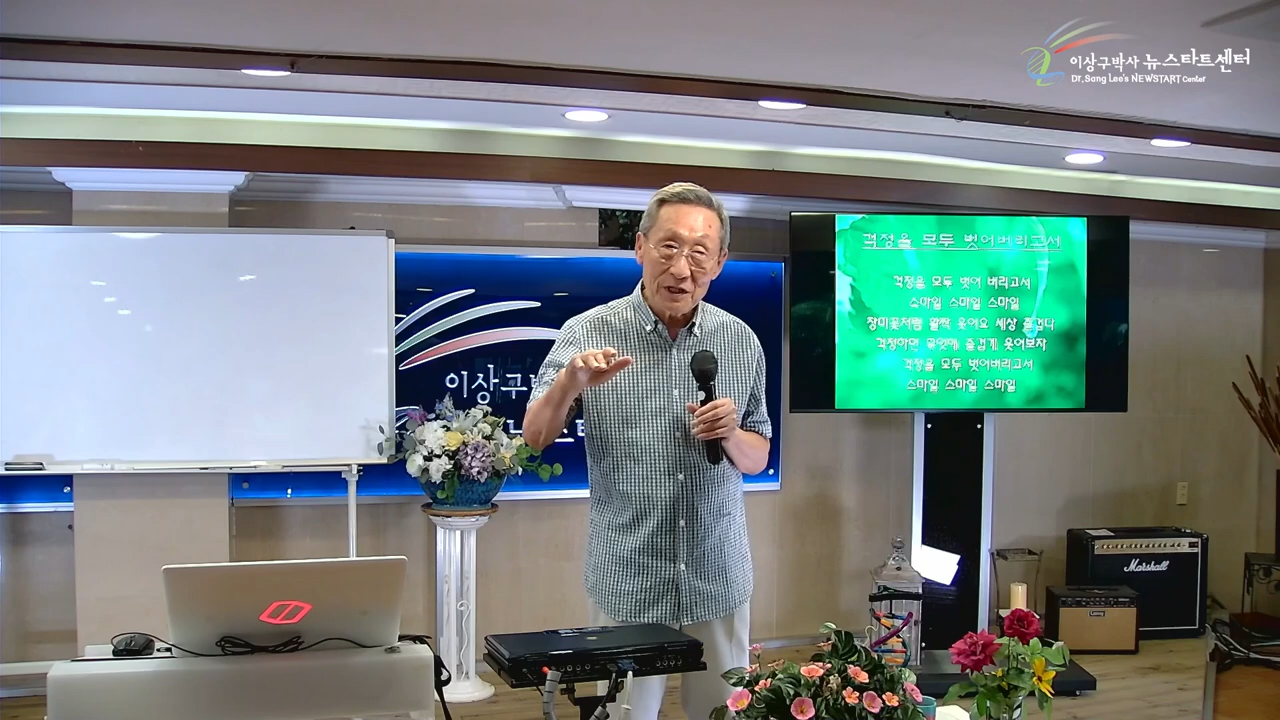 이상구박사 뉴스타트센터
Dr. Sang Lee's NEWSTART Center
걱정을 모두 벗어버리고서
걱정을 모두 벗어 버리고서
스마일 스마일 스마일
장미꽃처럼 활짝 웃어요 세상 즐겁다
걱정하면 무엇해 즐겁게 웃어보자
걱정을 모두 벗어버리고서
스마일 스마일 스마일
이상구
Marshall
Laney